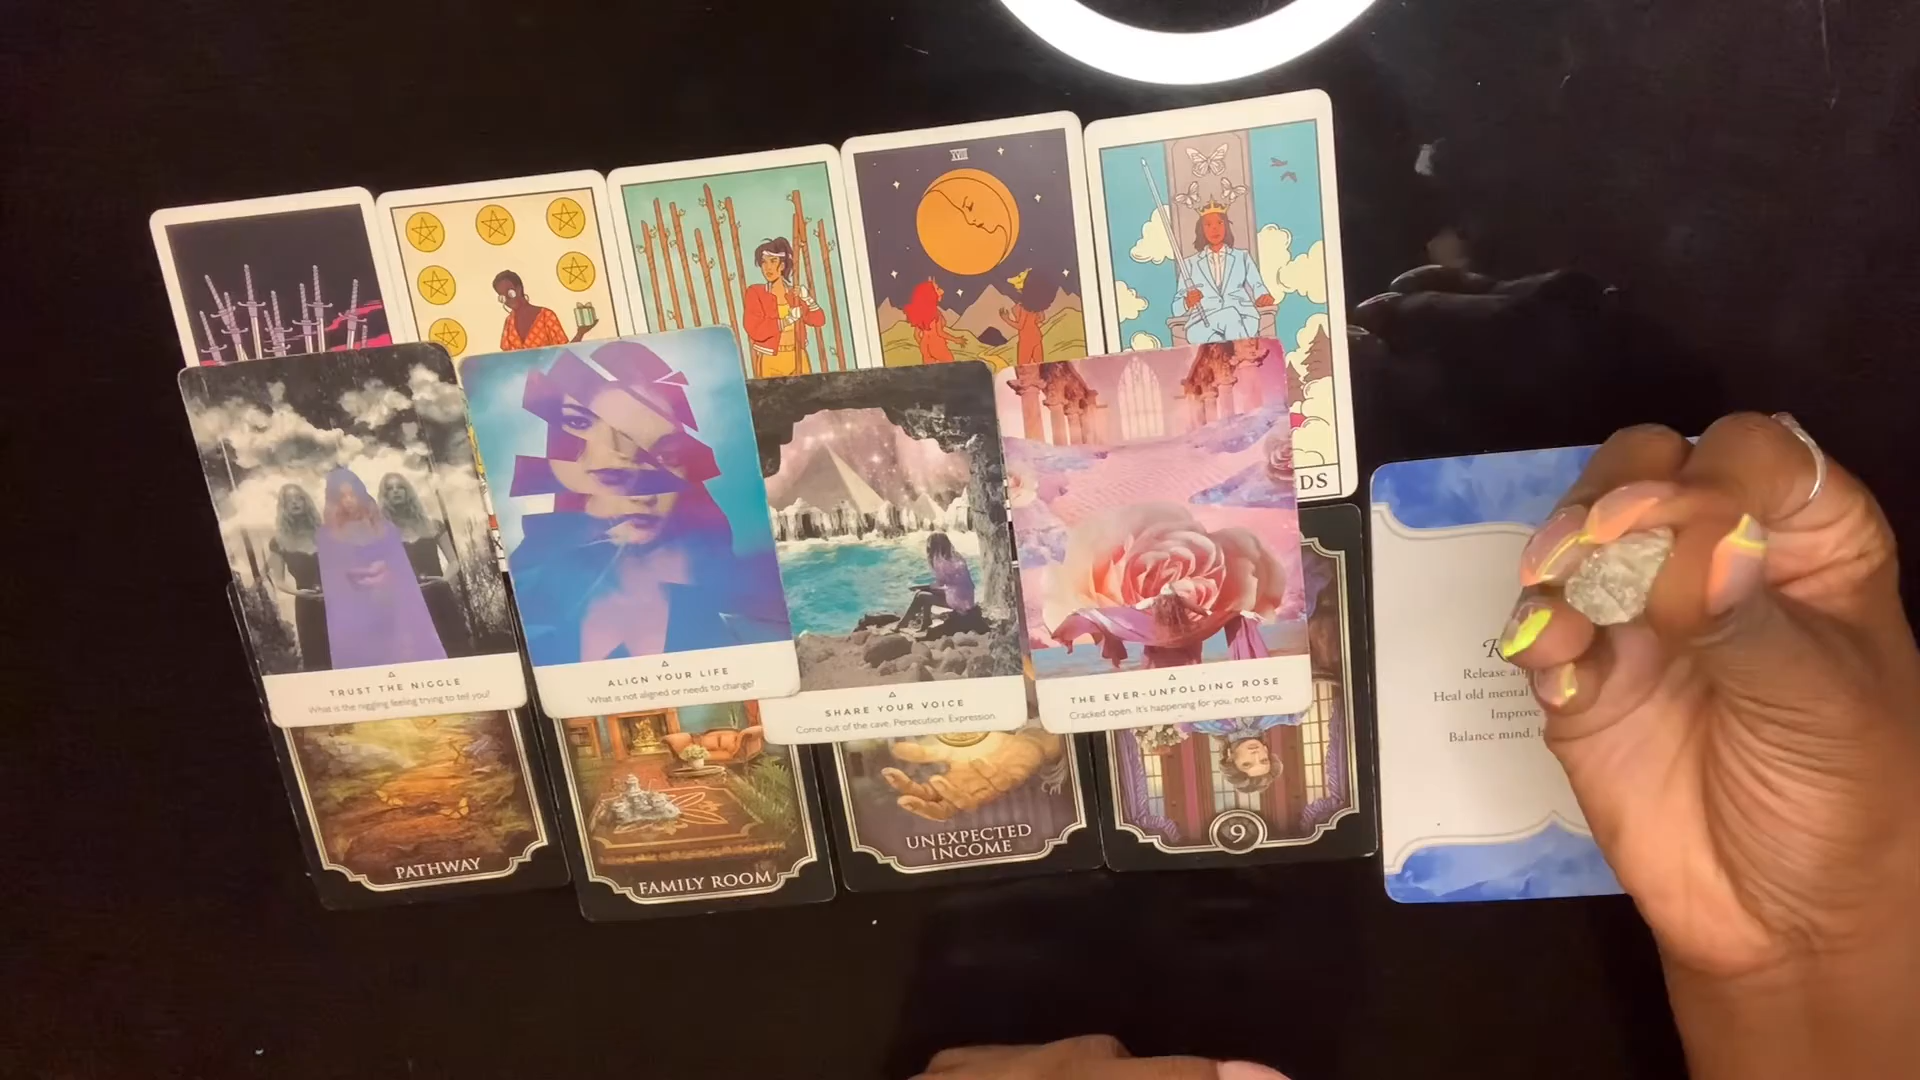 XVIII
DS
TRUST THE NIGGLE
What is the niggling feeling trying to tell you?
ALIGN YOUR LIFE
What is not aligned or needs to change?
SHARE YOUR VOICE
Come out of the cave. Persecution. Expression.
THE EVER-UNFOLDING ROSE
Cracked open. It's happening for you, not to you.
PATHWAY
FAMILY ROOM
UNEXPECTED
INCOME
9
Release
Heal old mental
Improve
Balance mind,